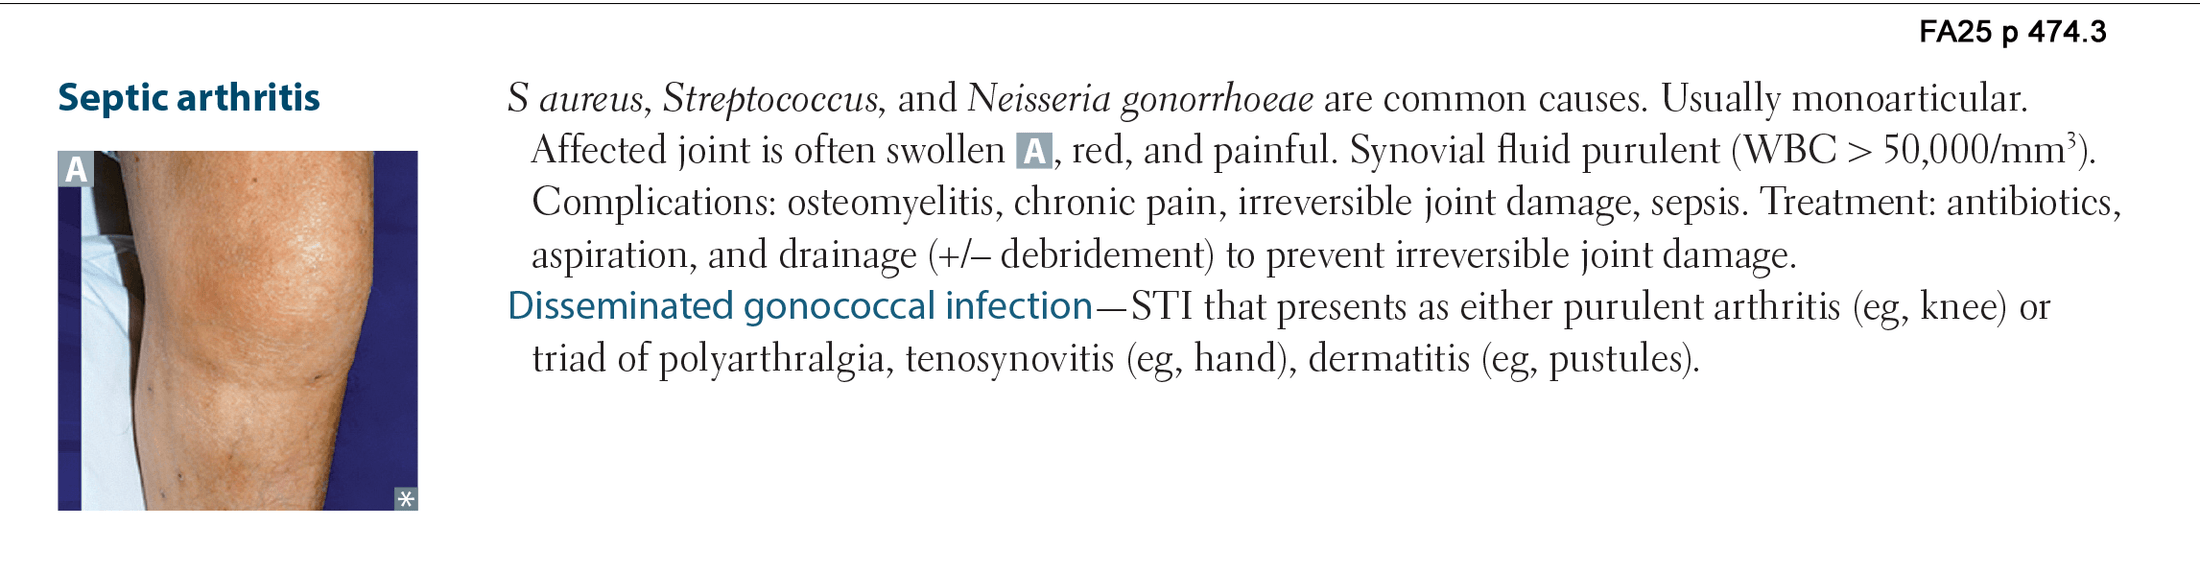 FA25 p 474.3
Septic arthritis
S aureus, Streptococcus, and Neisseria gonorrhoeae are common causes. Usually monoarticular.
Affected joint is often swollen A, red, and painful. Synovial fluid purulent (WBC > 50,000/mm³).
Complications: osteomyelitis, chronic pain, irreversible joint damage, sepsis. Treatment: antibiotics,
aspiration, and drainage (+/– debridement) to prevent irreversible joint damage.
Disseminated gonococcal infection—STI that presents as either purulent arthritis (eg, knee) or
triad of polyarthralgia, tenosynovitis (eg, hand), dermatitis (eg, pustules).
A
*